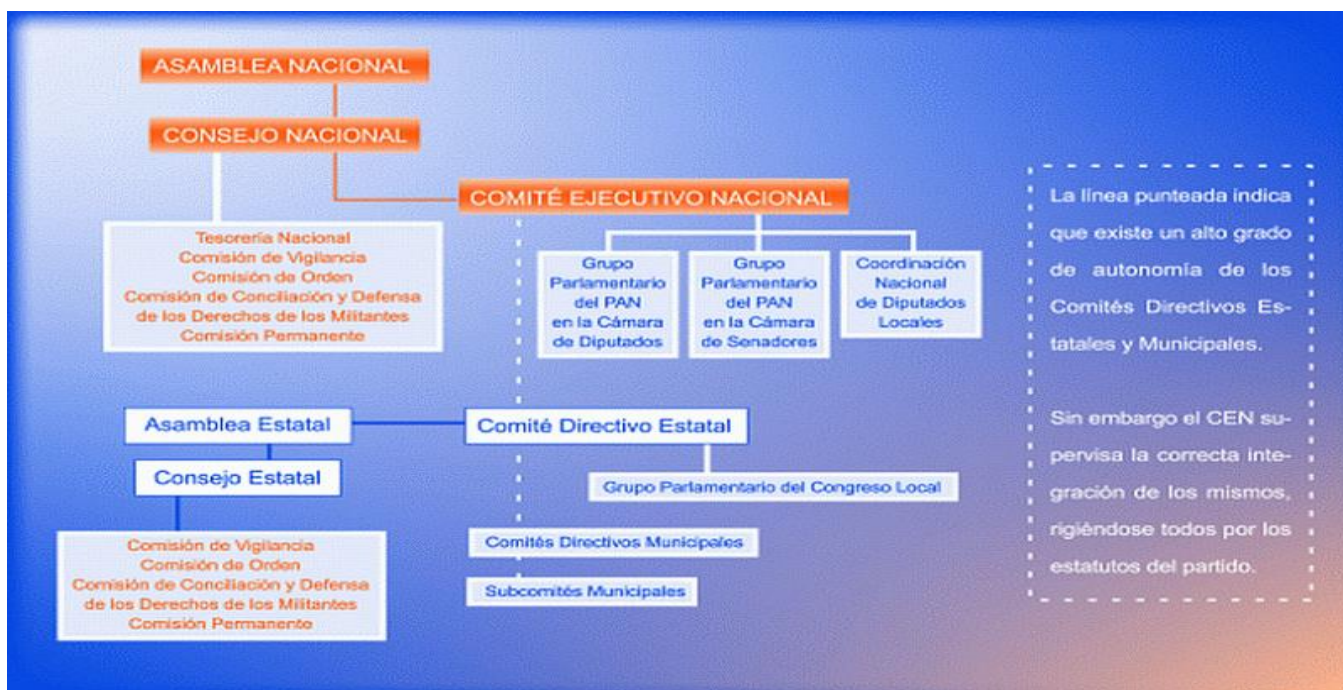 ASAMBLEA NACIONAL
CONSEJO NACIONAL
COMITÉ EJECUTIVO NACIONAL
Tesorería Nacional
Comisión de Vigilancia
Comisión de Orden
Comisión de Conciliación y Defensa
de los Derechos de los Militantes
Comisión Permanente
Grupo
Parlamentario
del PAN
en la Cámara
de Diputados
Grupo
Parlamentario
del PAN
en la Cámara
de Senadores
Coordinación
Nacional
de Diputados
Locales
Asamblea Estatal
Comité Directivo Estatal
Consejo Estatal
Grupo Parlamentario del Congreso Local
Comisión de Vigilancia
Comisión de Orden
Comisión de Conciliación y Defensa
de los Derechos de los Militantes
Comisión Permanente
Comités Directivos Municipales
Subcomités Municipales
La línea punteada indica
que existe un alto grado
de autonomía de los
Comités Directivos Es-
tatales y Municipales.
Sin embargo el CEN su-
pervisa la correcta inte-
gración de los mismos,
rigiéndose todos por los
estatutos del partido.